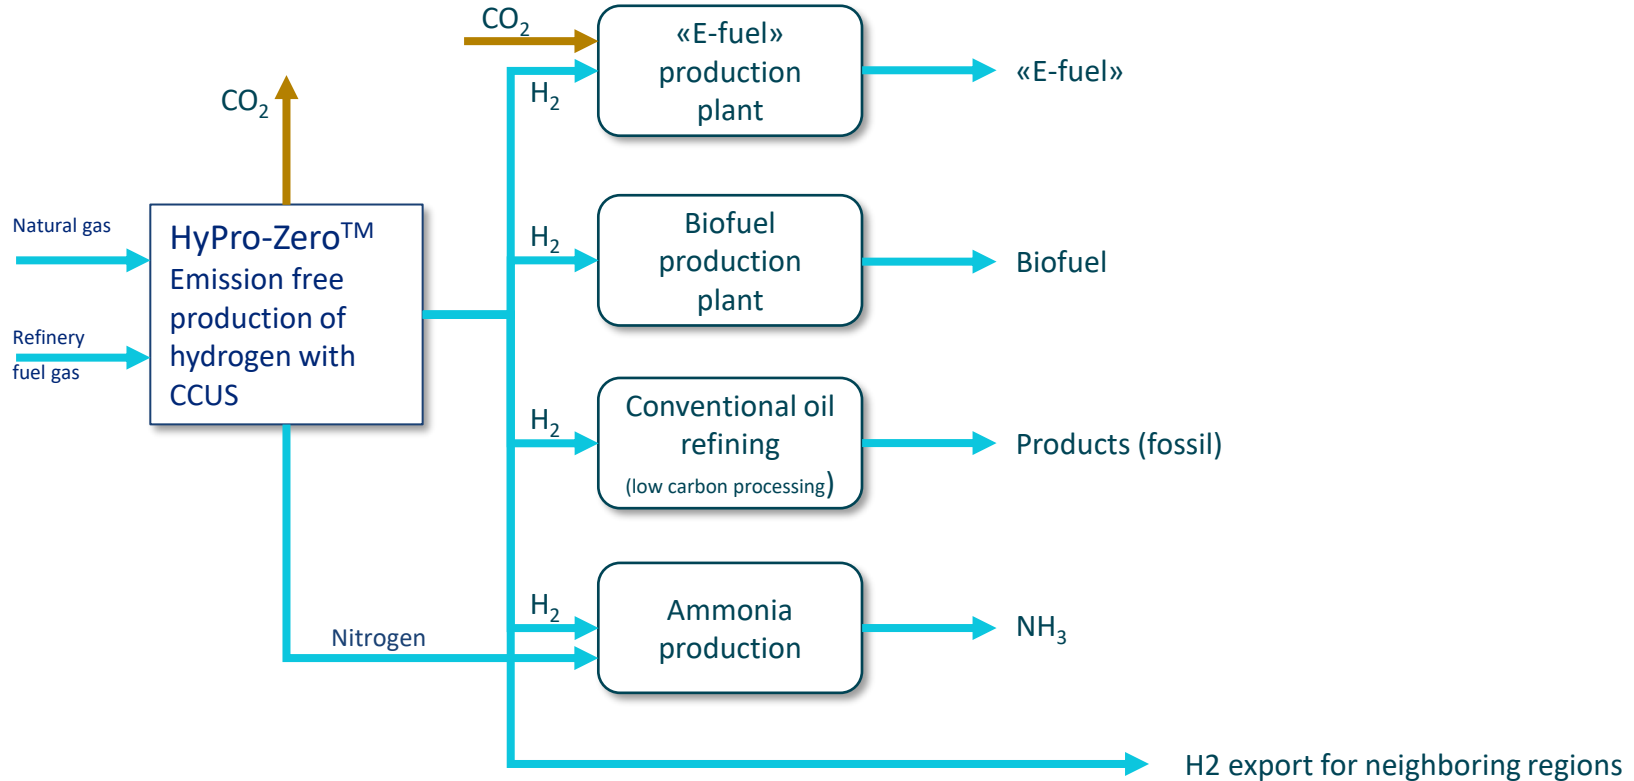 CO₂
«E-fuel»
production
plant
H₂
«E-fuel»
CO₂
Natural gas
HyPro-Zero™
Emission free
production of
hydrogen with
CCUS
Refinery
fuel gas
H₂
Biofuel
production
plant
Biofuel
H₂
Conventional oil
refining
(low carbon processing)
Products (fossil)
H₂
Ammonia
production
NH₃
Nitrogen
H2 export for neighboring regions